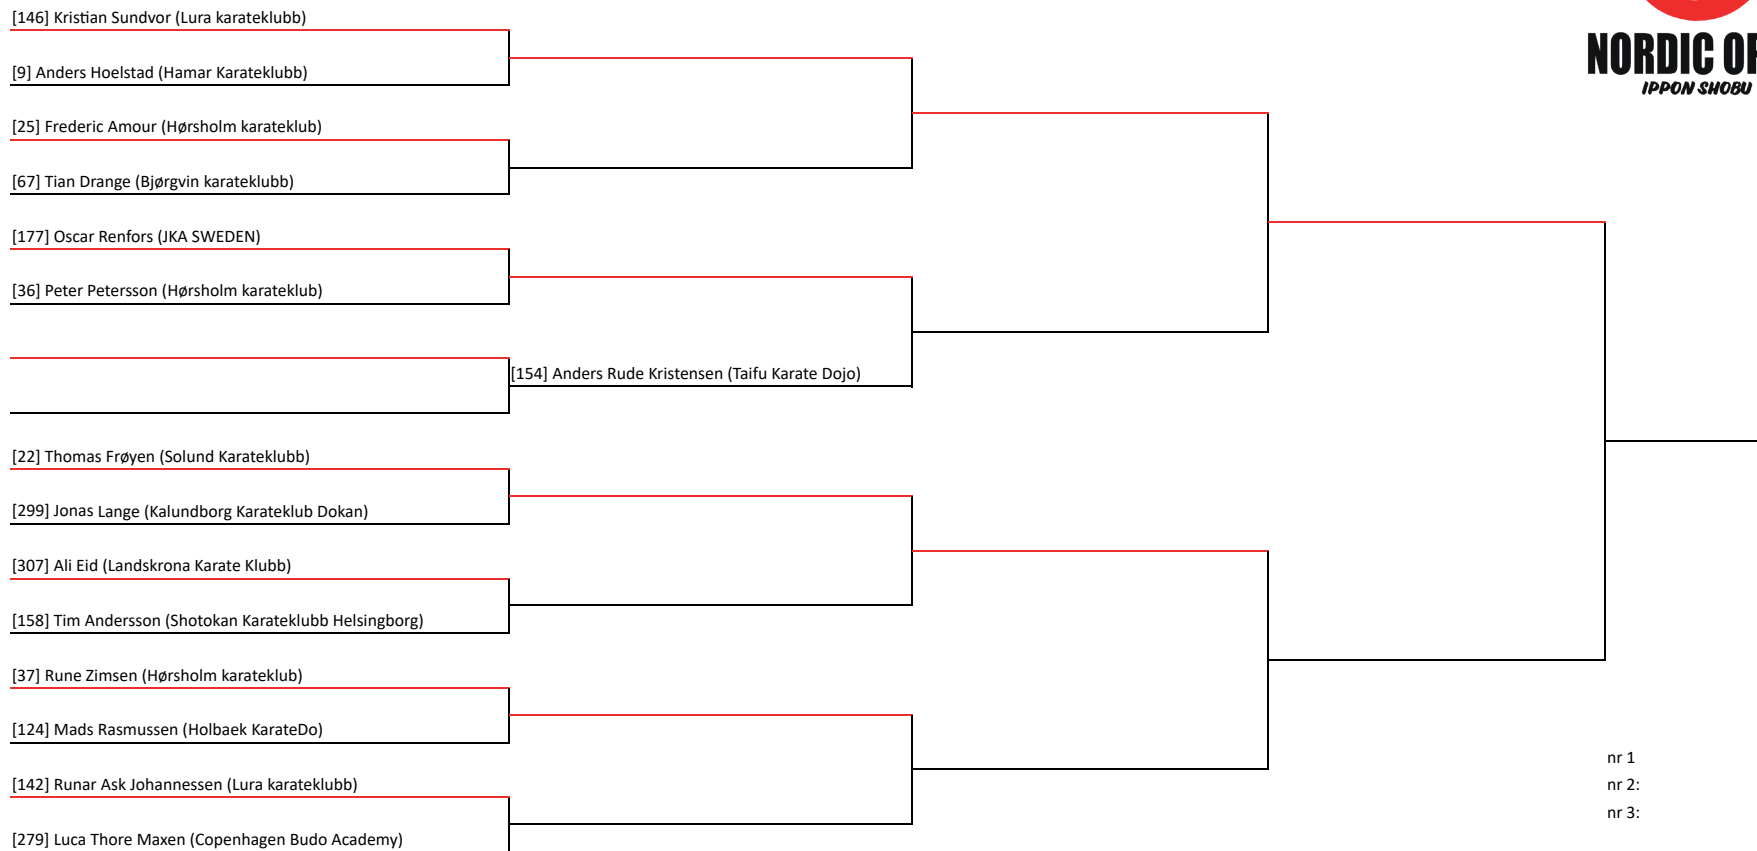 [146] Kristian Sundvor (Lura karateklubb)
[9] Anders Hoelstad (Hamar Karateklubb)
NORDIC
IPPON SHOBU
[25] Frederic Amour (Hørsholm karateklub)
[67] Tian Drange (Bjørgvin karateklubb)
[177] Oscar Renfors (JKA SWEDEN)
[36] Peter Petersson (Hørsholm karateklub)
[154] Anders Rude Kristensen (Taifu Karate Dojo)
[22] Thomas Frøyen (Solund Karateklubb)
[299] Jonas Lange (Kalundborg Karateklub Dokan)
[307] Ali Eid (Landskrona Karate Klubb)
[158] Tim Andersson (Shotokan Karateklubb Helsingborg)
[37] Rune Zimsen (Hørsholm karateklub)
[124] Mads Rasmussen (Holbaek KarateDo)
[142] Runar Ask Johannessen (Lura karateklubb)
[279] Luca Thore Maxen (Copenhagen Budo Academy)
nr 1
nr 2:
nr 3: